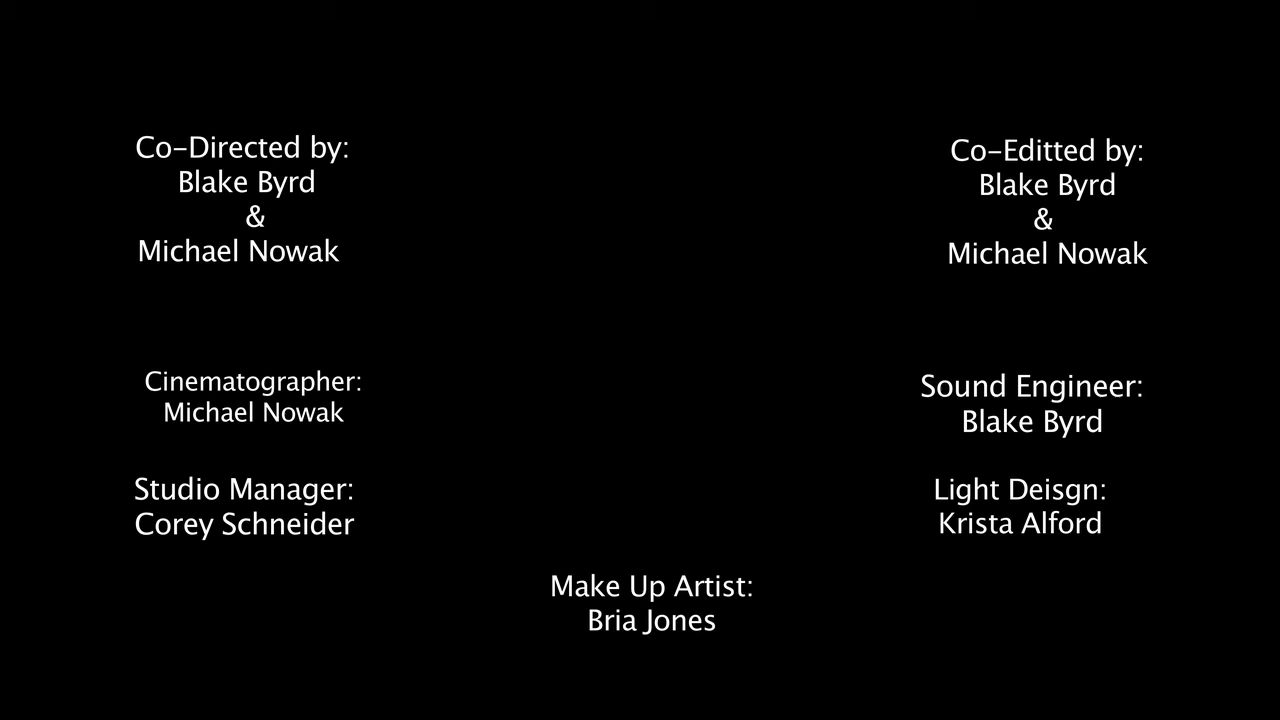 Co-Directed by:
Blake Byrd
&
Michael Nowak
Co-Editted by:
Blake Byrd
&
Michael Nowak
Cinematographer:
Michael Nowak
Sound Engineer:
Blake Byrd
Studio Manager:
Corey Schneider
Light Deisgn:
Krista Alford
Make Up Artist:
Bria Jones